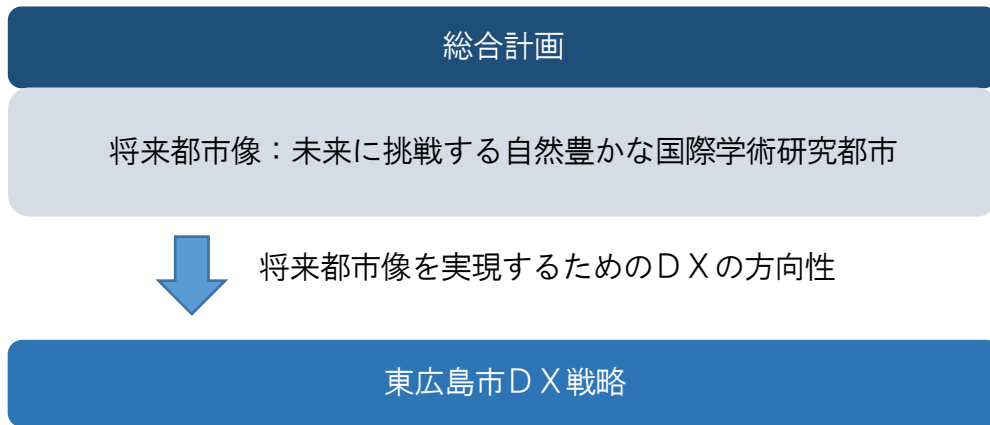 総合計画
将来都市像：未来に挑戦する自然豊かな国際学術研究都市
将来都市像を実現するためのＤＸの方向性
東広島市ＤＸ戦略